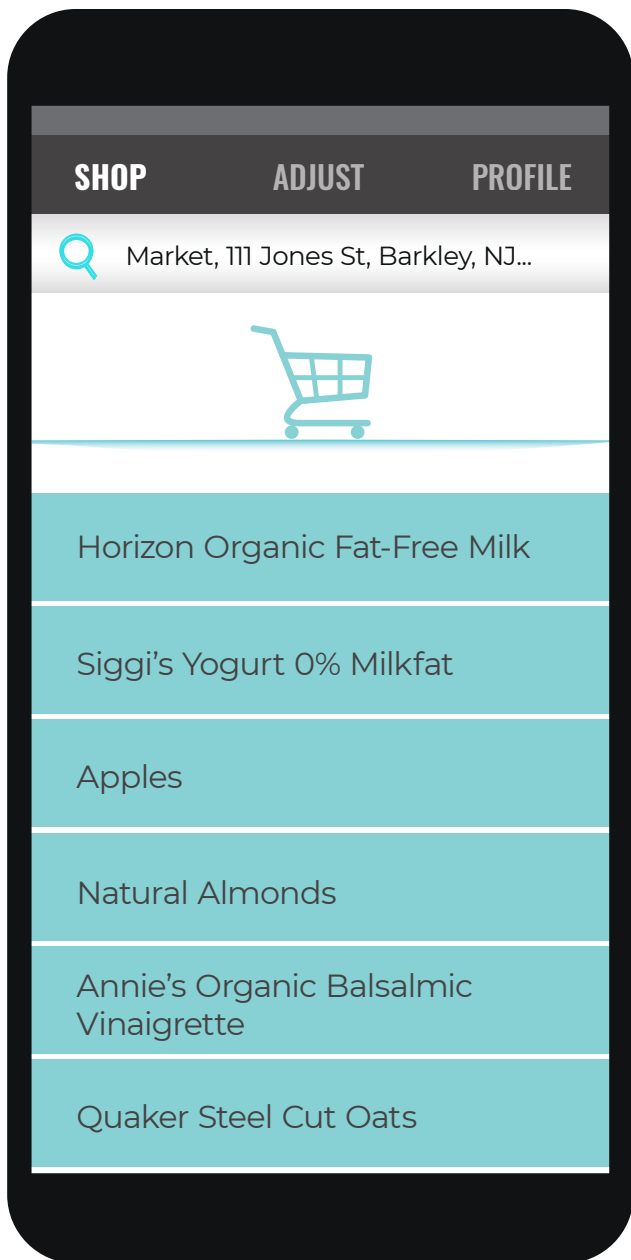 SHOP ADJUST PROFILE
Market, 111 Jones St, Barkley, NJ...
Horizon Organic Fat-Free Milk
Siggi’s Yogurt 0% Milkfat
Apples
Natural Almonds
Annie’s Organic Balsalmic
Vinaigrette
Quaker Steel Cut Oats